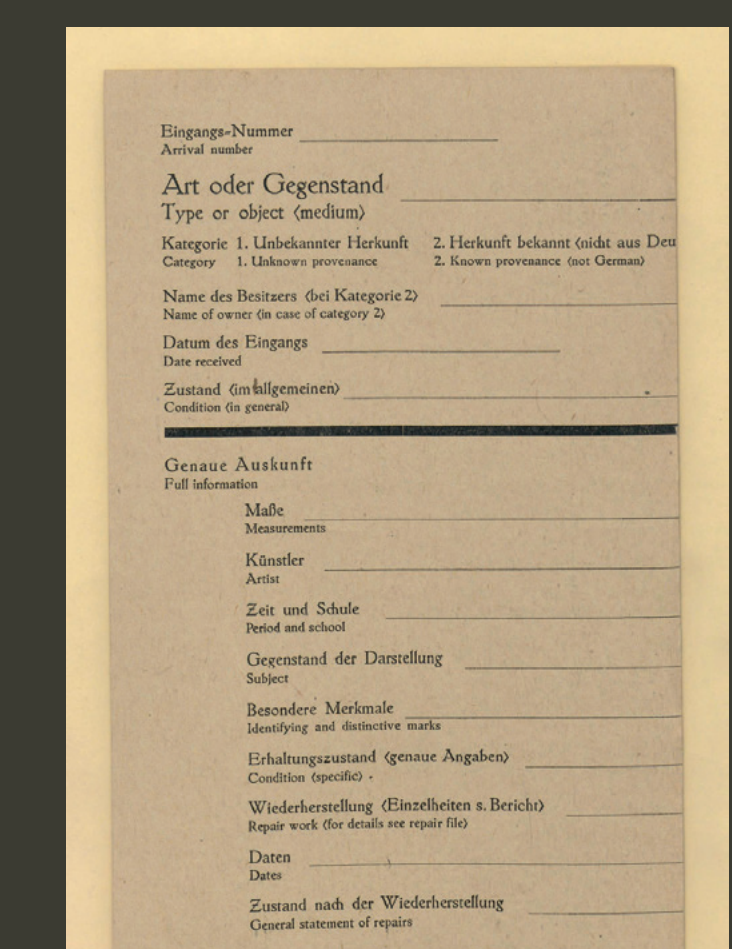 Eingangs-Nummer
Arrival number
Art oder Gegenstand
Type or object (medium)
Kategorie 1. Unbekannter Herkunft 2. Herkunft bekannt (nicht aus Deu
Category 1. Unknown provenance 2. Known provenance (not German)
Name des Besitzers (bei Kategorie 2)
Name of owner (in case of category 2)
Datum des Eingangs
Date received
Zustand (im allgemeinen)
Condition (in general)
Genaue Auskunft
Full information
Maße
Measurements
Künstler
Artist
Zeit und Schule
Period and school
Gegenstand der Darstellung
Subject
Besondere Merkmale
Identifying and distinctive marks
Erhaltungszustand (genaue Angaben)
Condition (specific)
Wiederherstellung (Einzelheiten s. Bericht)
Repair work (for details see repair file)
Daten
Dates
Zustand nach der Wiederherstellung
General statement of repairs